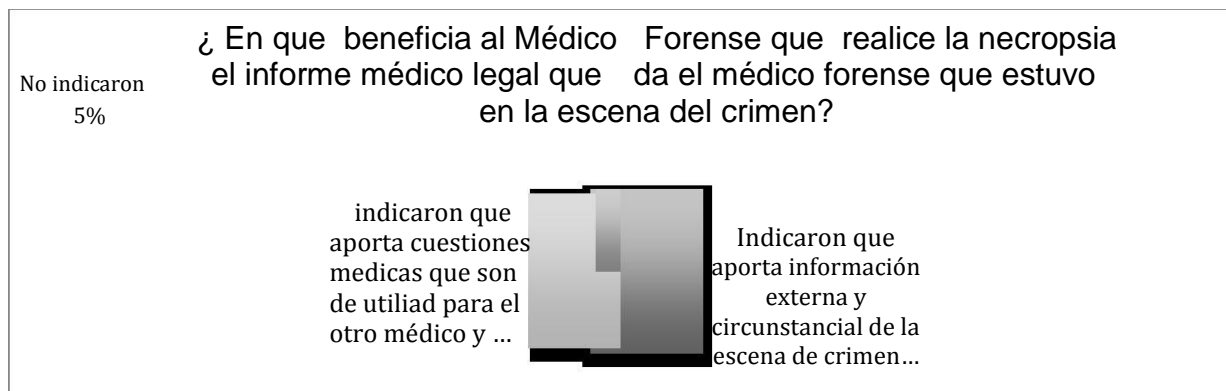 ¿ En que beneficia al Médico Forense que realice la necropsia
el informe médico legal que da el médico forense que estuvo
en la escena del crimen?
No indicaron
5%
indicaron que
aporta cuestiones
medicas que son
de utiliad para el
otro médico y ...
Indicaron que
aporta información
externa y
circunstancial de la
escena de crimen...